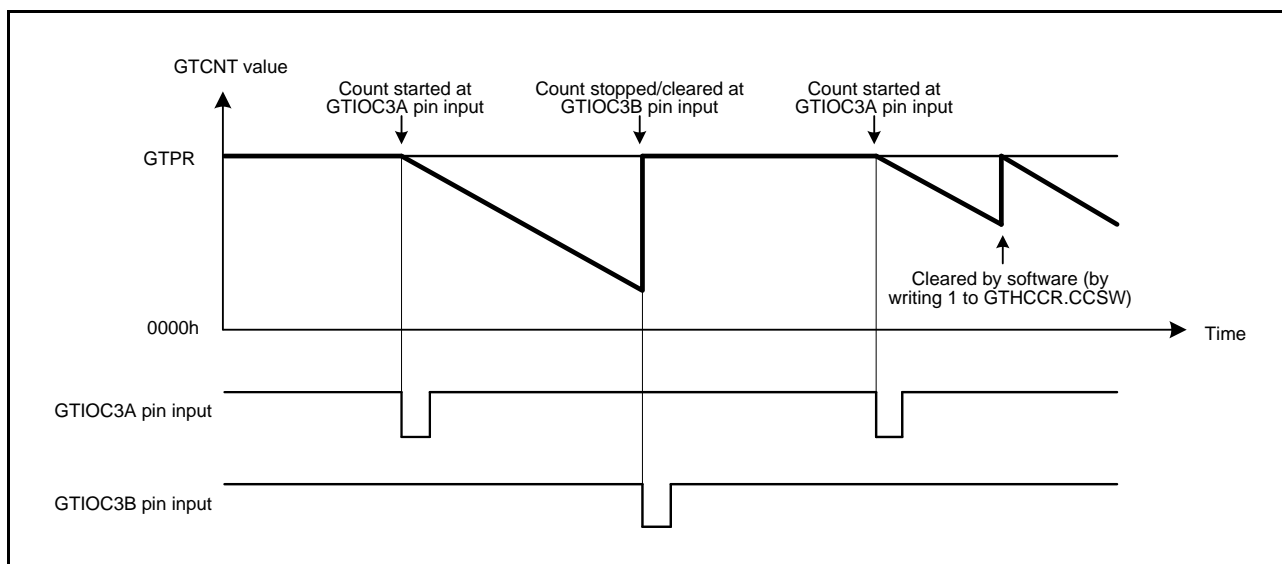 GTCNT value
Count started at
GTIOC3A pin input
Count stopped/cleared at
GTIOC3B pin input
Count started at
GTIOC3A pin input
GTPR
Cleared by software (by
writing 1 to GTHCCR.CCSW)
0000h
Time
GTIOC3A pin input
GTIOC3B pin input